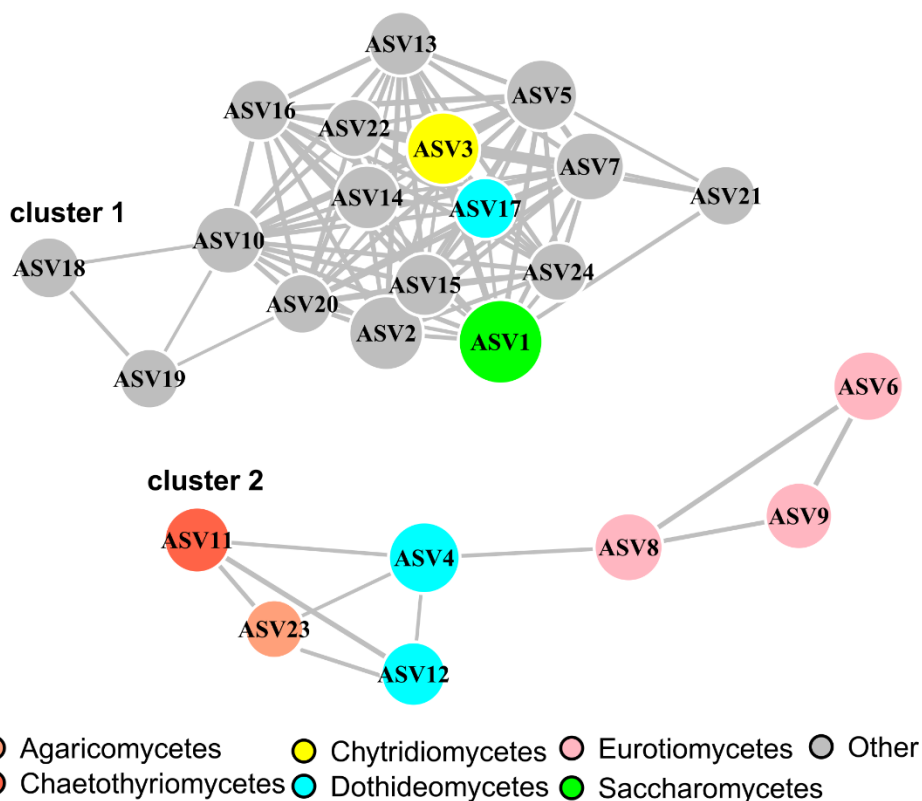 ASV13
ASV5
ASV16
ASV22
ASV3
ASV7
ASV14
ASV21
ASV17
cluster 1
ASV10
ASV18
ASV24
ASV15
ASV20
ASV2
ASV1
ASV19
ASV6
cluster 2
ASV9
ASV11
ASV8
ASV4
ASV23
ASV12
Agaricomycetes
Chytridiomycetes
Eurotiomycetes
Other
Chaetothyriomycetes
Dothideomycetes
Saccharomycetes